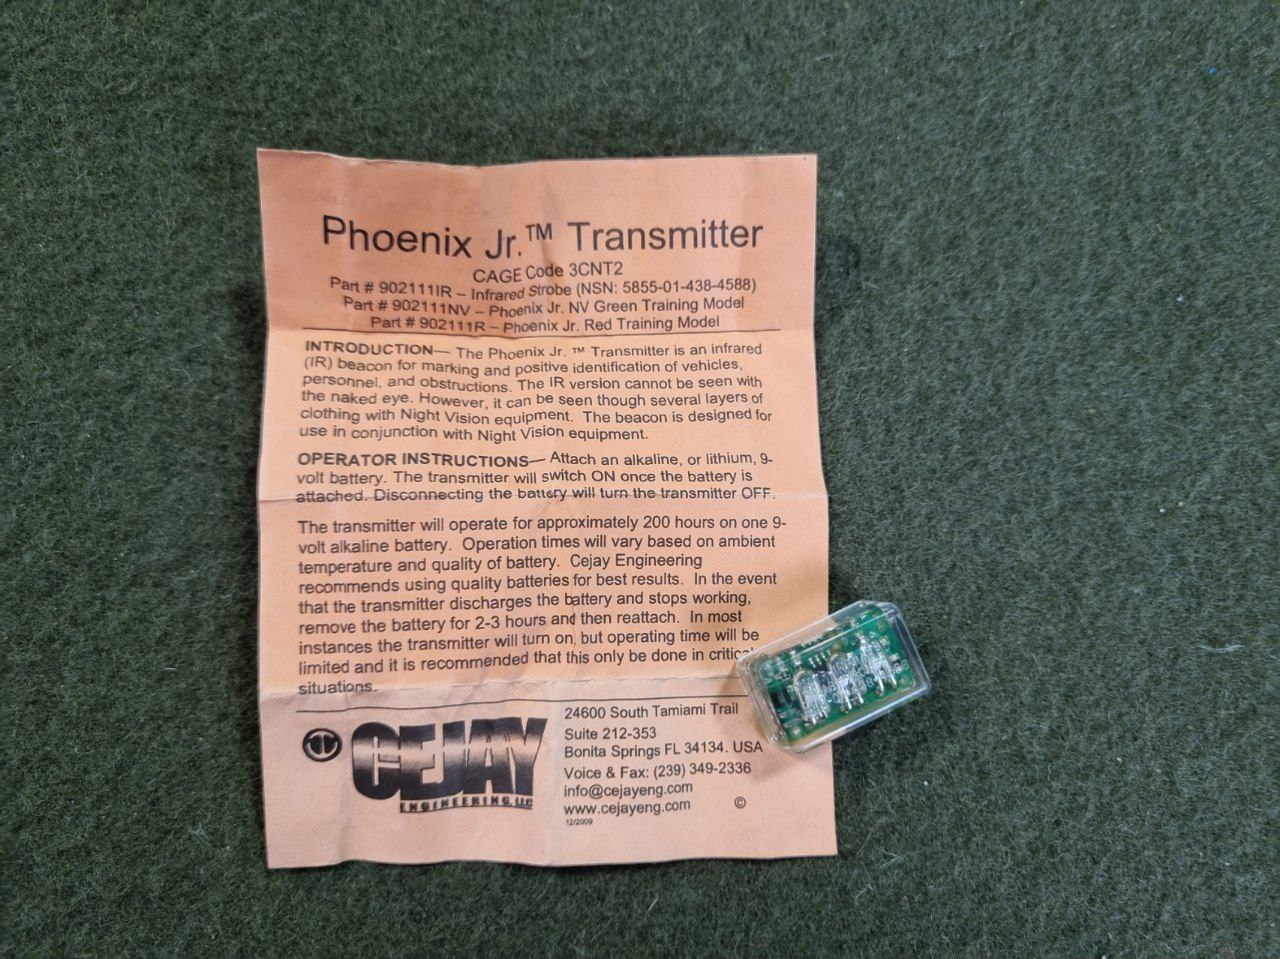 Phoenix Jr.™ Transmitter
CAGE Code 3CNT2
Part # 902111IR – Infrared Strobe (NSN: 5855-01-438-4588)
Part # 902111NV – Phoenix Jr. NV Green Training Model
Part # 902111R – Phoenix Jr. Red Training Model
INTRODUCTION— The Phoenix Jr. ™ Transmitter is an infrared
(IR) beacon for marking and positive identification of vehicles,
personnel, and obstructions. The IR version cannot be seen with
the naked eye. However, it can be seen though several layers of
clothing with Night Vision equipment. The beacon is designed for
use in conjunction with Night Vision equipment.
OPERATOR INSTRUCTIONS— Attach an alkaline, or lithium, 9-
volt battery. The transmitter will switch ON once the battery is
attached. Disconnecting the battery will turn the transmitter OFF.
The transmitter will operate for approximately 200 hours on one 9-
volt alkaline battery. Operation times will vary based on ambient
temperature and quality of battery. Cejay Engineering
recommends using quality batteries for best results. In the event
that the transmitter discharges the battery and stops working,
remove the battery for 2-3 hours and then reattach. In most
instances the transmitter will turn on, but operating time will be
limited and it is recommended that this only be done in critical
situations.
CEJAY
ENGINEERING, LLC
24600 South Tamiami Trail
Suite 212-353
Bonita Springs FL 34134. USA
Voice & Fax: (239) 349-2336
info@cejayeng.com
www.cejayeng.com ©
12/2009